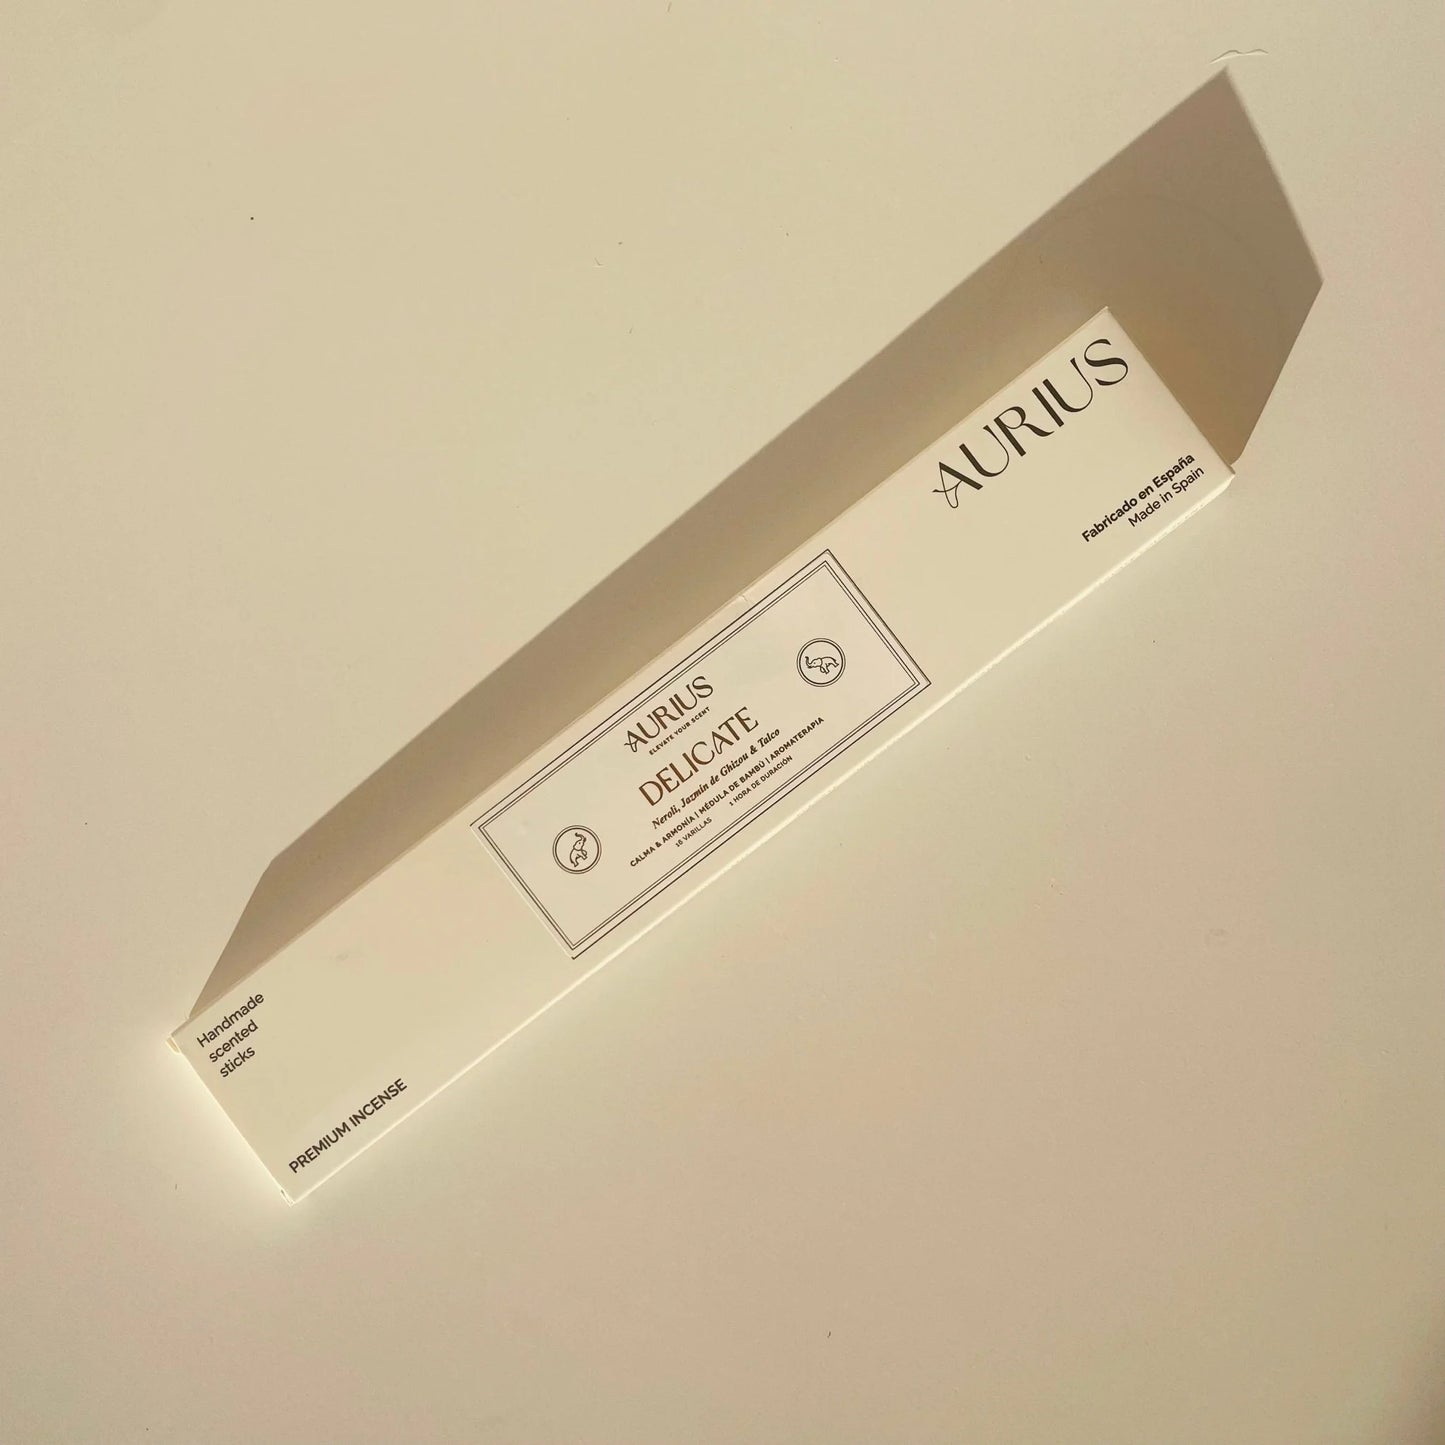 AURIUS
Fabricado en España
Made in Spain
AURIUS
ELEVATE YOUR SCENT
DELICATE
Neroli, Jazmín de Ghizou & Talco
CALMA & ARMONÍA | MÉDULA DE BAMBÚ | AROMATERAPIA
16 VARILLAS 1 HORA DE DURACIÓN
Handmade
scented
sticks
PREMIUM INCENSE